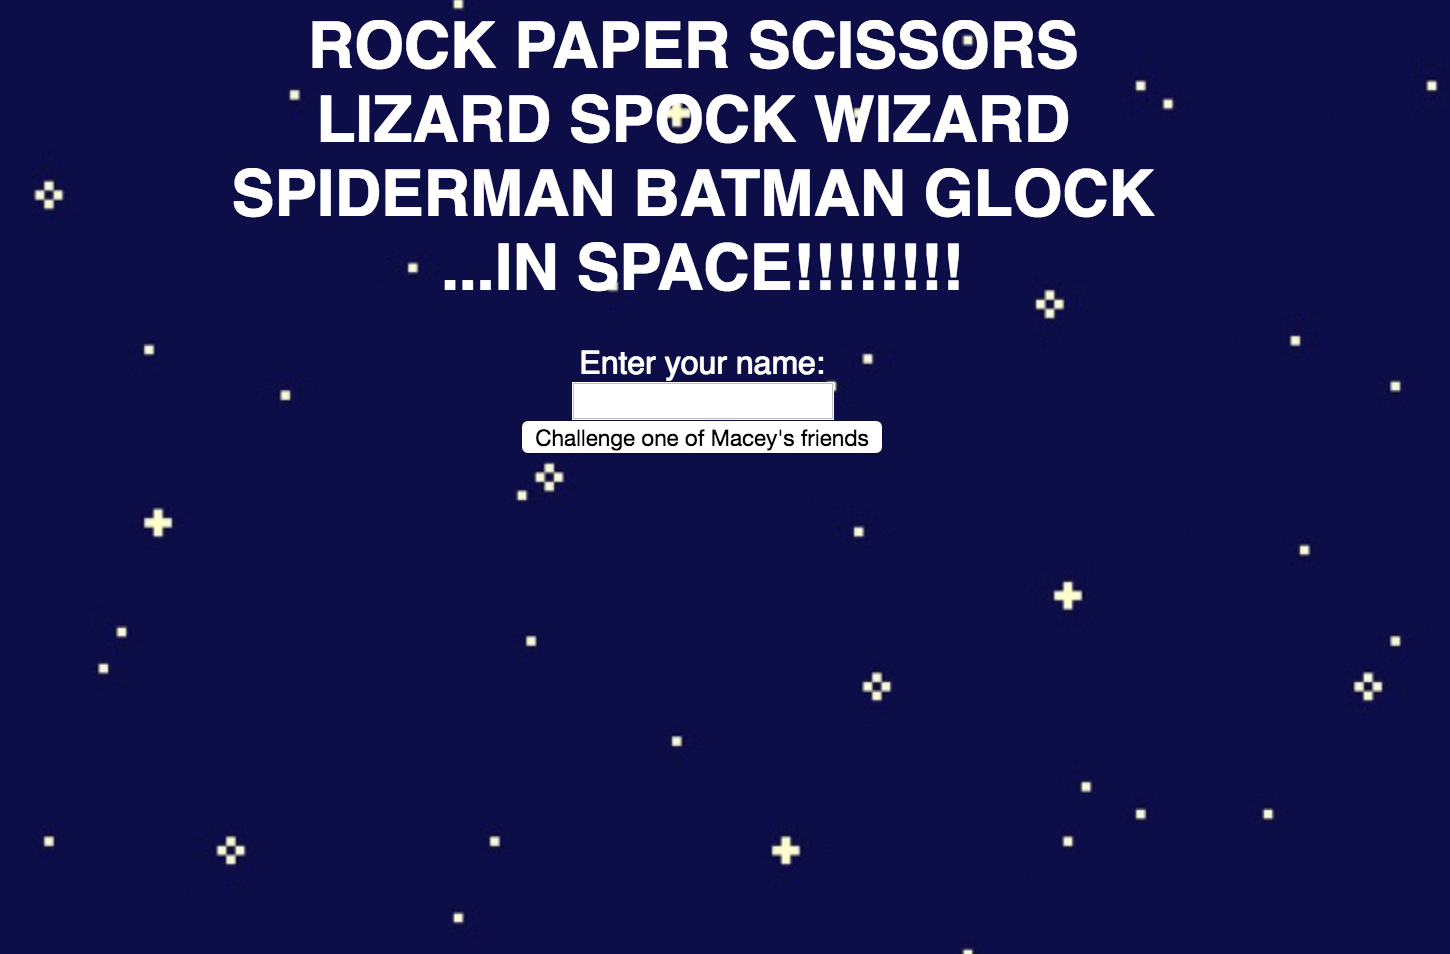 ROCK PAPER SCISSORS
LIZARD SPOCK WIZARD
SPIDERMAN BATMAN GLOCK
...IN SPACE!!!!!!!!
Enter your name:
Challenge one of Macey's friends